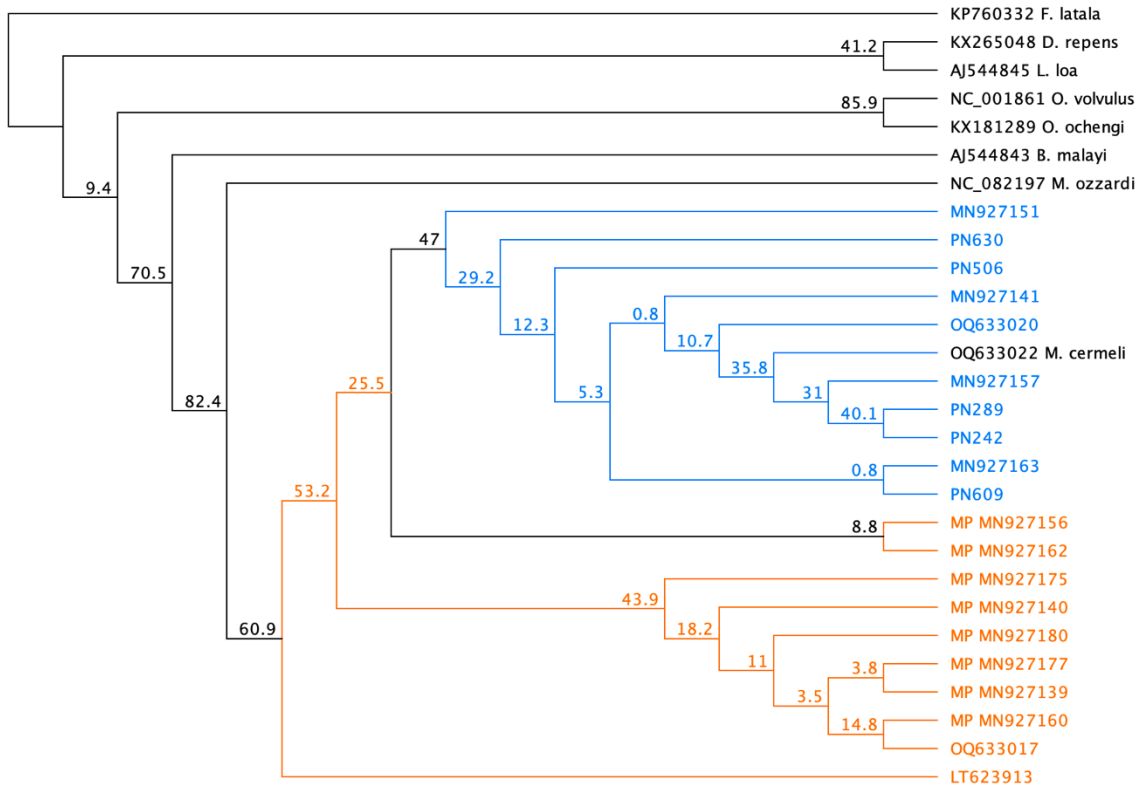 KP760332 F. latala
41.2
KX265048 D. repens
AJ544845 L. loa
85.9
NC_001861 O. volvulus
KX181289 O. ochengi
AJ544843 B. malayi
9.4
NC_082197 M. ozzardi
MN927151
47
PN630
PN506
70.5
29.2
MN927141
0.8
OQ633020
12.3
10.7
OQ633022 M. cermeli
35.8
MN927157
25.5
5.3
31
PN289
82.4
40.1
PN242
MN927163
0.8
53.2
PN609
8.8
MP MN927156
MP MN927162
MP MN927175
43.9
MP MN927140
60.9
18.2
MP MN927180
11
3.8
MP MN927177
MP MN927139
3.5
14.8
MP MN927160
OQ633017
LT623913